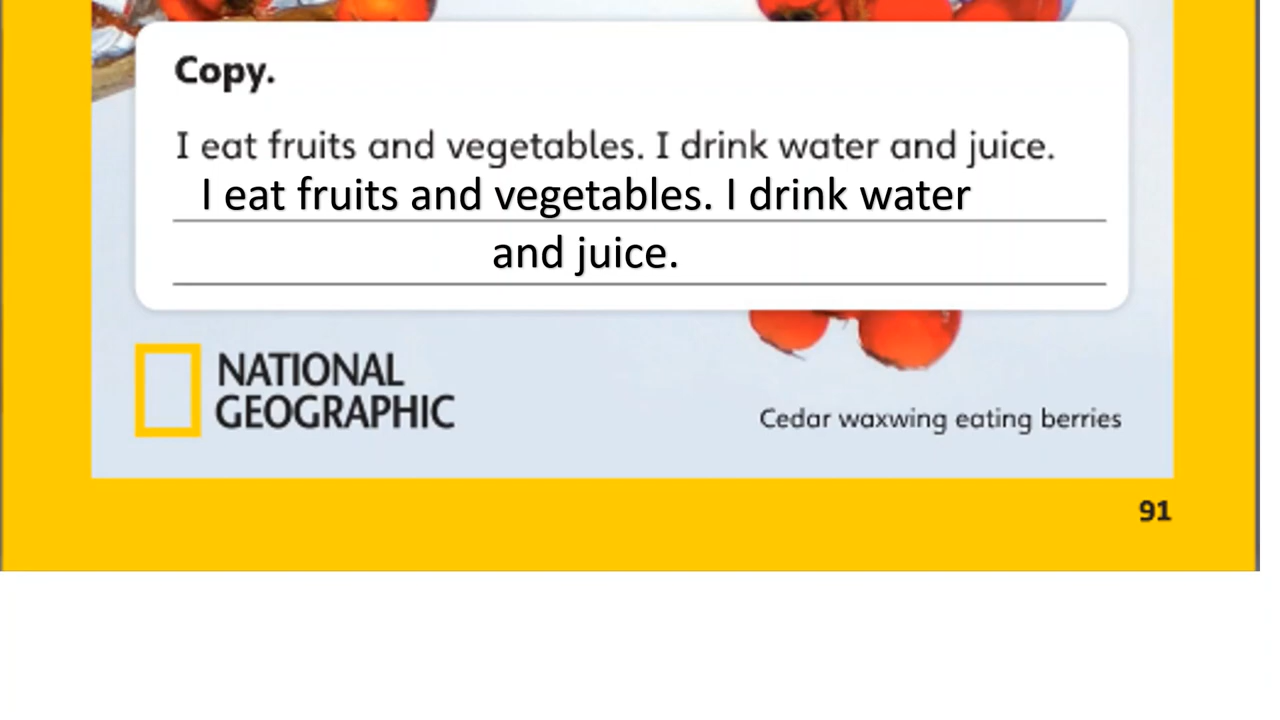 Copy.
I eat fruits and vegetables. I drink water and juice.
I eat fruits and vegetables. I drink water
and juice.
NATIONAL
GEOGRAPHIC
Cedar waxwing eating berries
91